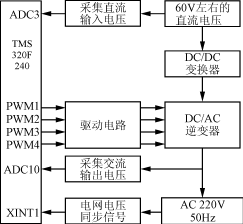 ADC3
采集直流
输入电压
60V左右的
直流电压
TMS
320F
240
DC/DC
变换器
PWM1
PWM2
PWM3
PWM4
驱动电路
DC/AC
逆变器
ADC10
采集交流
输出电压
XINT1
电网电压
同步信号
AC 220V
50Hz